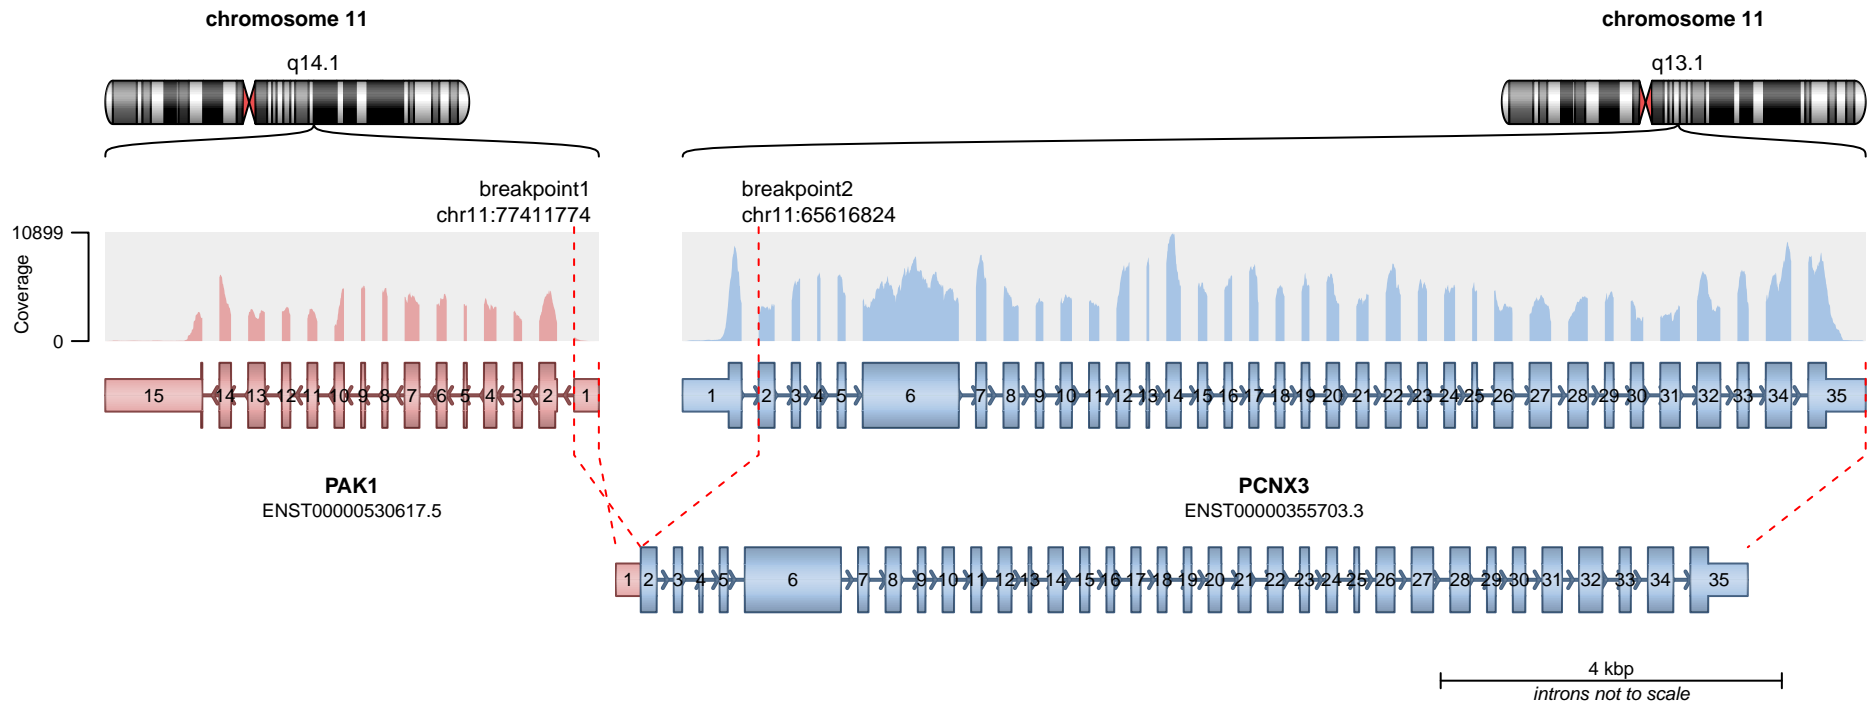 chromosome 11
chromosome 11
q14.1
q13.1
breakpoint1
chr11:77411774
breakpoint2
chr11:65616824
10899
Coverage
0
15 14 13 12 11 10 9 8 7 6 5 4 3 2 1
1 2 3 4 5 6 7 8 9 10 11 12 13 14 15 16 17 18 19 20 21 22 23 24 25 26 27 28 29 30 31 32 33 34 35
PAK1
ENST00000530617.5
PCNX3
ENST00000355703.3
1 2 3 4 5 6 7 8 9 10 11 12 13 14 15 16 17 18 19 20 21 22 23 24 25 26 27 28 29 30 31 32 33 34 35
4 kbp
introns not to scale